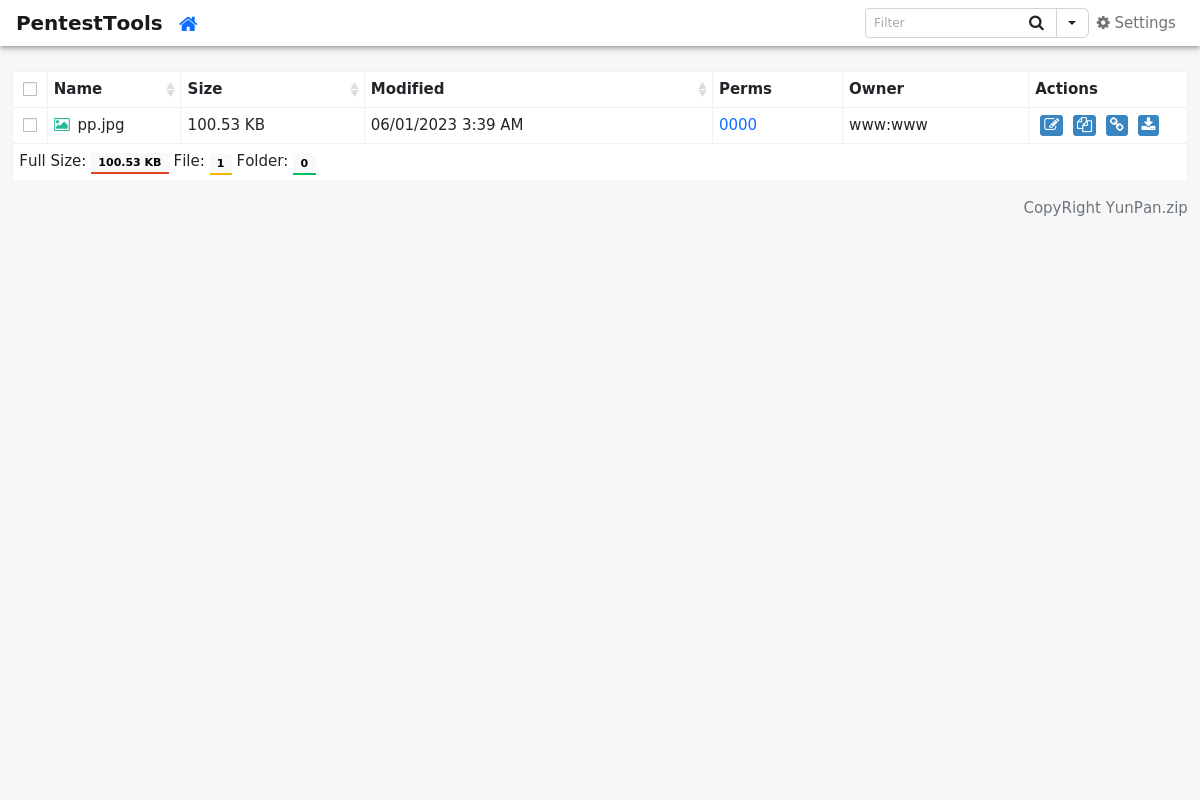 PentestTools
Filter
Settings
Name Size Modified Perms Owner Actions
pp.jpg 100.53 KB 06/01/2023 3:39 AM 0000 www:www
Full Size: 100.53 KB File: 1 Folder: 0
CopyRight YunPan.zip